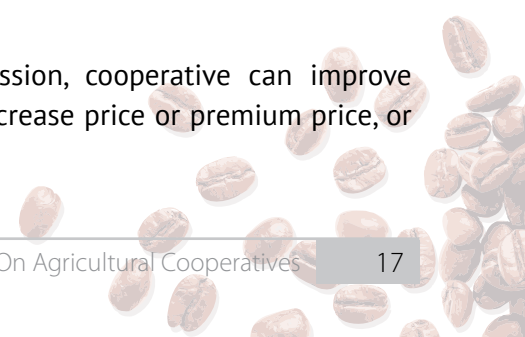 ssion, cooperative can improve
crease price or premium price, or
On Agricultural Cooperatives 17